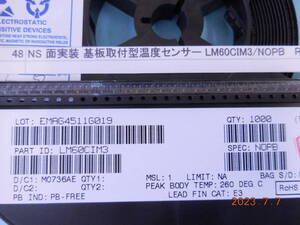 ELECTROSTATIC
SENSITIVE
DEVICES
48 NS 面実装 基板取付型温度センサー LM60CIM3/NOPB R
LOT: EMAG4511G019
QTY: 1000
PART ID: LM60CIM3
SPEC: NOPB
D/C1: M0736AE QTY1:
D/C2: QTY2:
PB IND: PB-FREE
MSL: 1 LIMIT: NA
BAG S/D
PEAK BODY TEMP: 260 DEG C
LEAD FIN CAT: E3
RoHS
2023 7 7